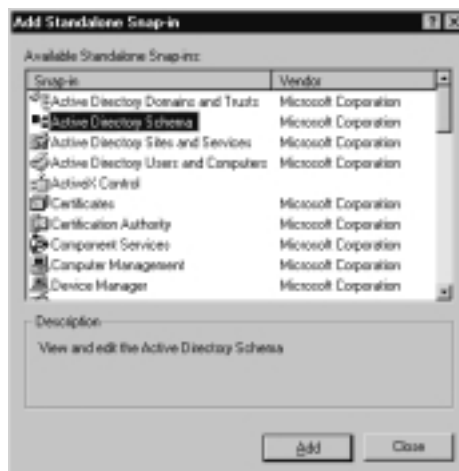 Add Standalone Snap-in
Available Standalone Snap-ins:
Snap-in Vendor
Active Directory Domains and Trusts Microsoft Corporation
Active Directory Schema Microsoft Corporation
Active Directory Sites and Services Microsoft Corporation
Active Directory Users and Computers Microsoft Corporation
ActiveX Control
Certificates Microsoft Corporation
Certification Authority Microsoft Corporation
Component Services Microsoft Corporation
Computer Management Microsoft Corporation
Device Manager Microsoft Corporation
Description
View and edit the Active Directory Schema
Add Close